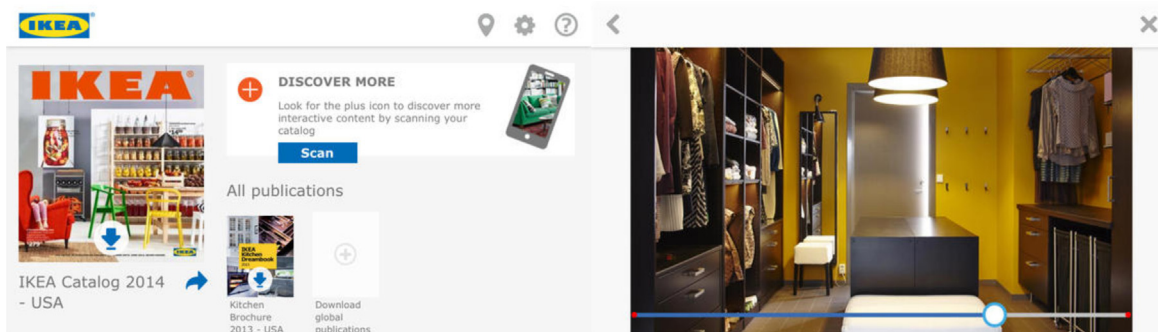 IKEA
IKEA
DISCOVER MORE
Look for the plus icon to discover more
interactive content by scanning your
catalog
Scan
All publications
IKEA
IKEA Catalog 2014
- USA
IKEA
Kitchen
Dreambook
Kitchen
Brochure
2013 - USA
Download
global
publications